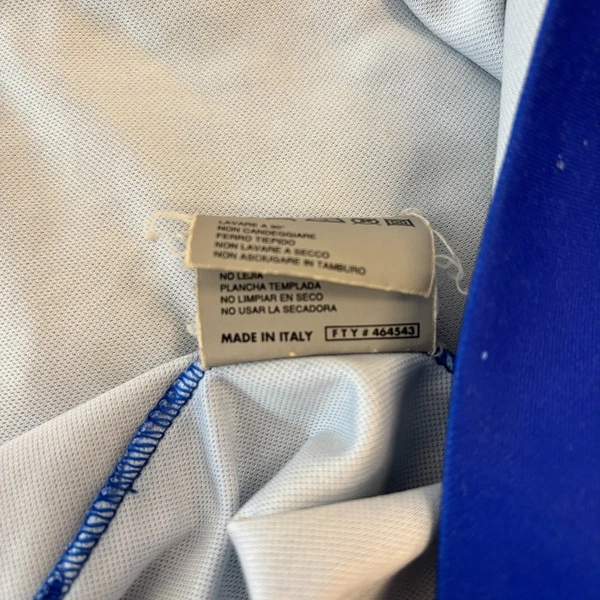 LAVARE A 30°
NON CANDEGGIARE
FERRO TIEPIDO
NON LAVARE A SECCO
NON ASCIUGARE IN TAMBURO
NO LEJIA
PLANCHA TEMPLADA
NO LIMPIAR EN SECO
NO USAR LA SECADORA
MADE IN ITALY FTY # 464543